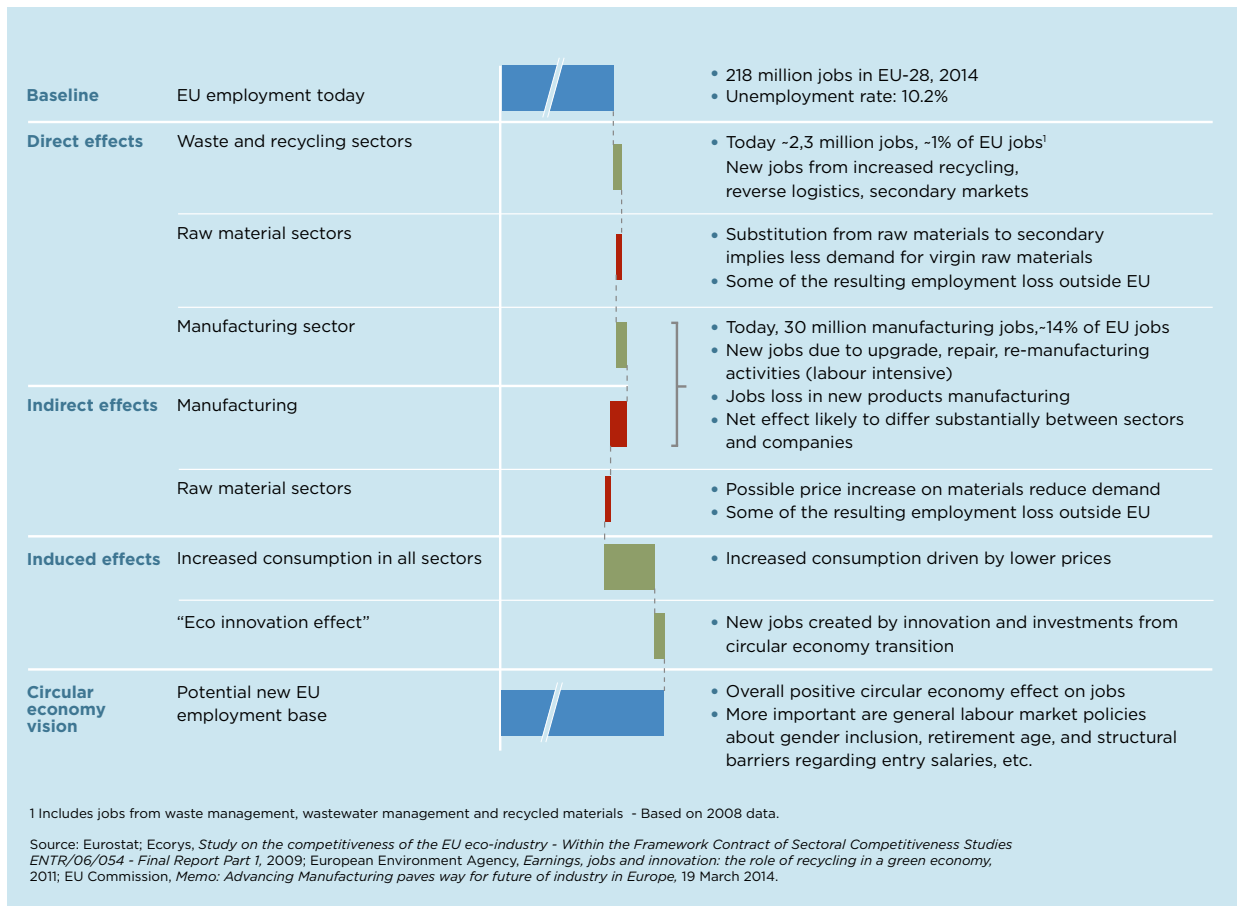 Baseline
EU employment today
• 218 million jobs in EU-28, 2014
• Unemployment rate: 10.2%
Direct effects
Waste and recycling sectors
• Today ~2,3 million jobs, ~1% of EU jobs¹
New jobs from increased recycling,
reverse logistics, secondary markets
Raw material sectors
• Substitution from raw materials to secondary
implies less demand for virgin raw materials
• Some of the resulting employment loss outside EU
Manufacturing sector
• Today, 30 million manufacturing jobs,~14% of EU jobs
• New jobs due to upgrade, repair, re-manufacturing
activities (labour intensive)
• Jobs loss in new products manufacturing
• Net effect likely to differ substantially between sectors
and companies
Indirect effects
Manufacturing
Raw material sectors
• Possible price increase on materials reduce demand
• Some of the resulting employment loss outside EU
Induced effects
Increased consumption in all sectors
• Increased consumption driven by lower prices
“Eco innovation effect”
• New jobs created by innovation and investments from
circular economy transition
Circular
economy
vision
Potential new EU
employment base
• Overall positive circular economy effect on jobs
• More important are general labour market policies
about gender inclusion, retirement age, and structural
barriers regarding entry salaries, etc.
1 Includes jobs from waste management, wastewater management and recycled materials - Based on 2008 data.
Source: Eurostat; Ecorys, Study on the competitiveness of the EU eco-industry - Within the Framework Contract of Sectoral Competitiveness Studies
ENTR/06/054 - Final Report Part 1, 2009; European Environment Agency, Earnings, jobs and innovation: the role of recycling in a green economy,
2011; EU Commission, Memo: Advancing Manufacturing paves way for future of industry in Europe, 19 March 2014.